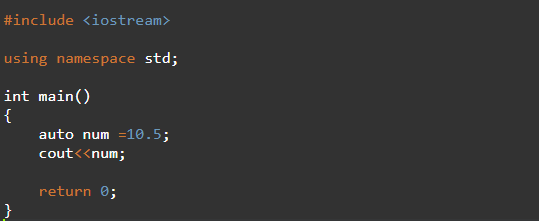 #include <iostream>
using namespace std;
int main()
{
    auto num =10.5;
    cout<<num;
    return 0;
}